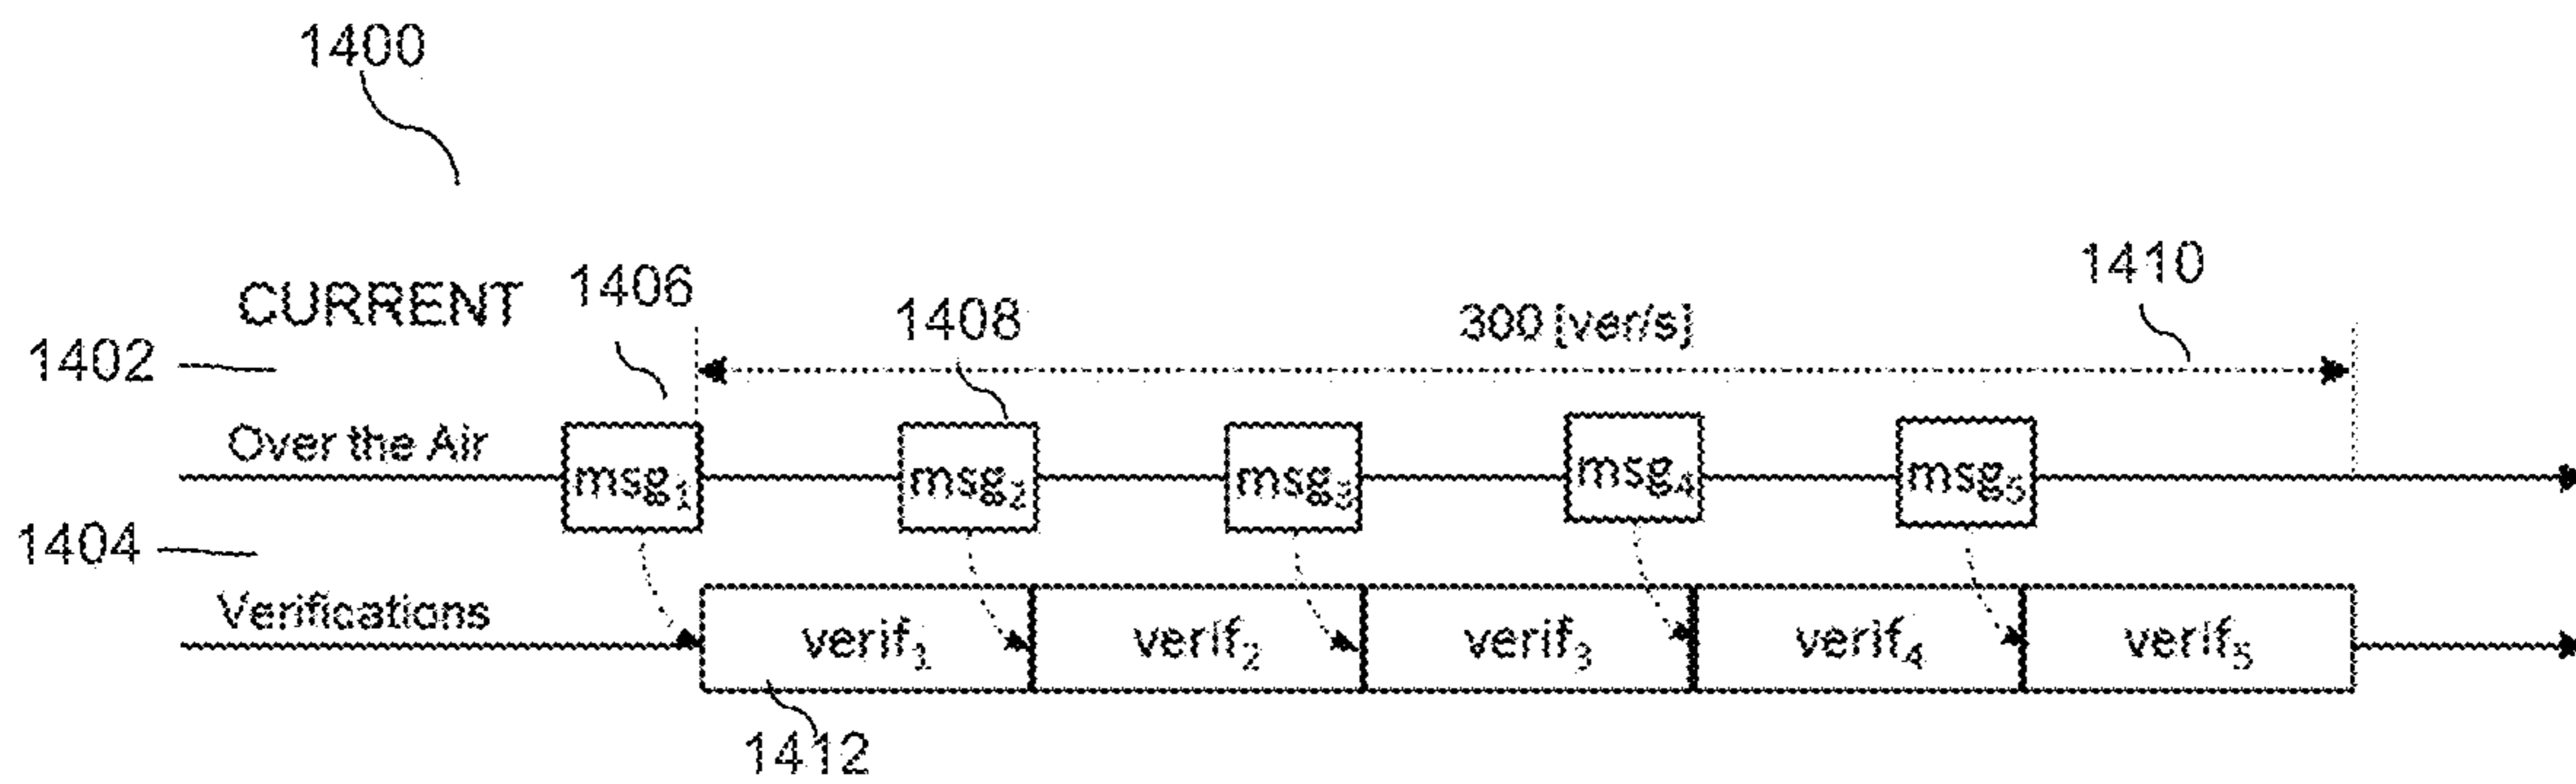 1400
CURRENT
1406
1408
300 [ver/s]
1410
1402
Over the Air
msg₁
msg₂
msg₃
msg₄
msg₅
1404
Verifications
verif₁
verif₂
verif₃
verif₄
verif₅
1412